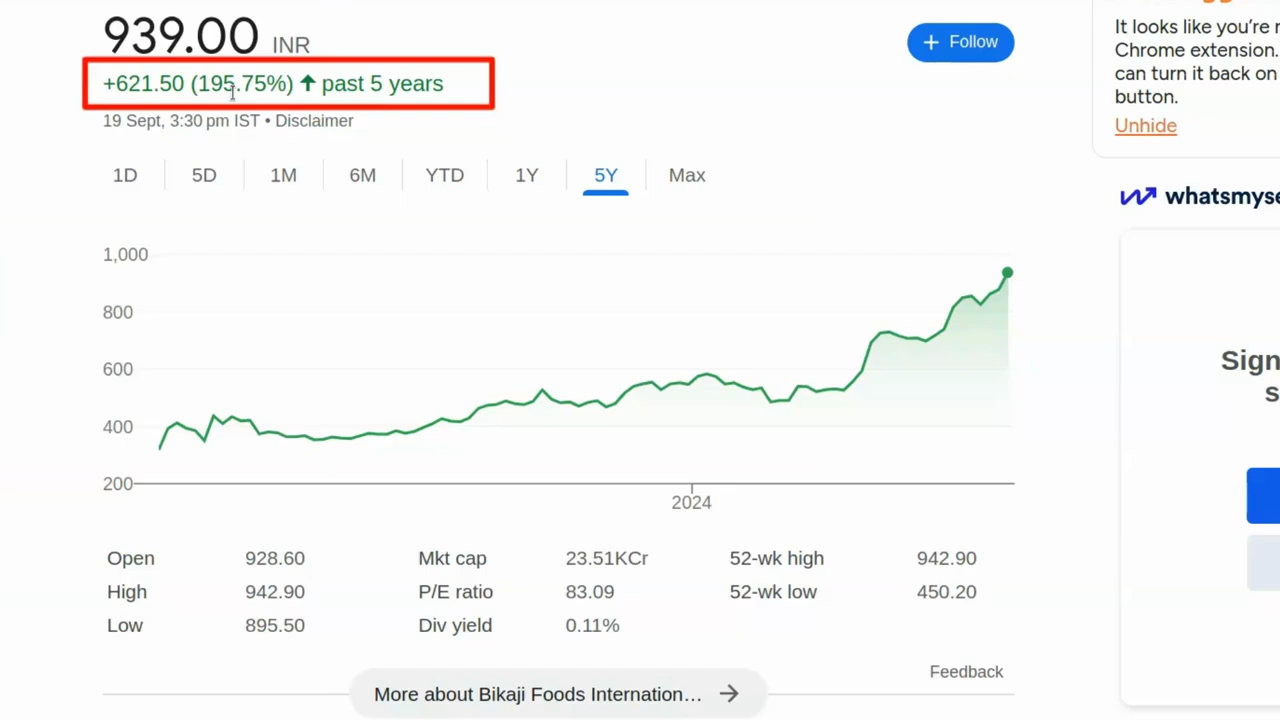 939.00 INR
+ Follow
+621.50 (195.75%) ↑ past 5 years
19 Sept, 3:30 pm IST • Disclaimer
1D 5D 1M 6M YTD 1Y 5Y Max
1,000
800
600
400
200
2024
Open 928.60 Mkt cap 23.51KCr 52-wk high 942.90
High 942.90 P/E ratio 83.09 52-wk low 450.20
Low 895.50 Div yield 0.11%
Feedback
More about Bikaji Foods Internation… →
It looks like you're
Chrome extension.
can turn it back on
button.
Unhide
whatsmyse
Sign
s